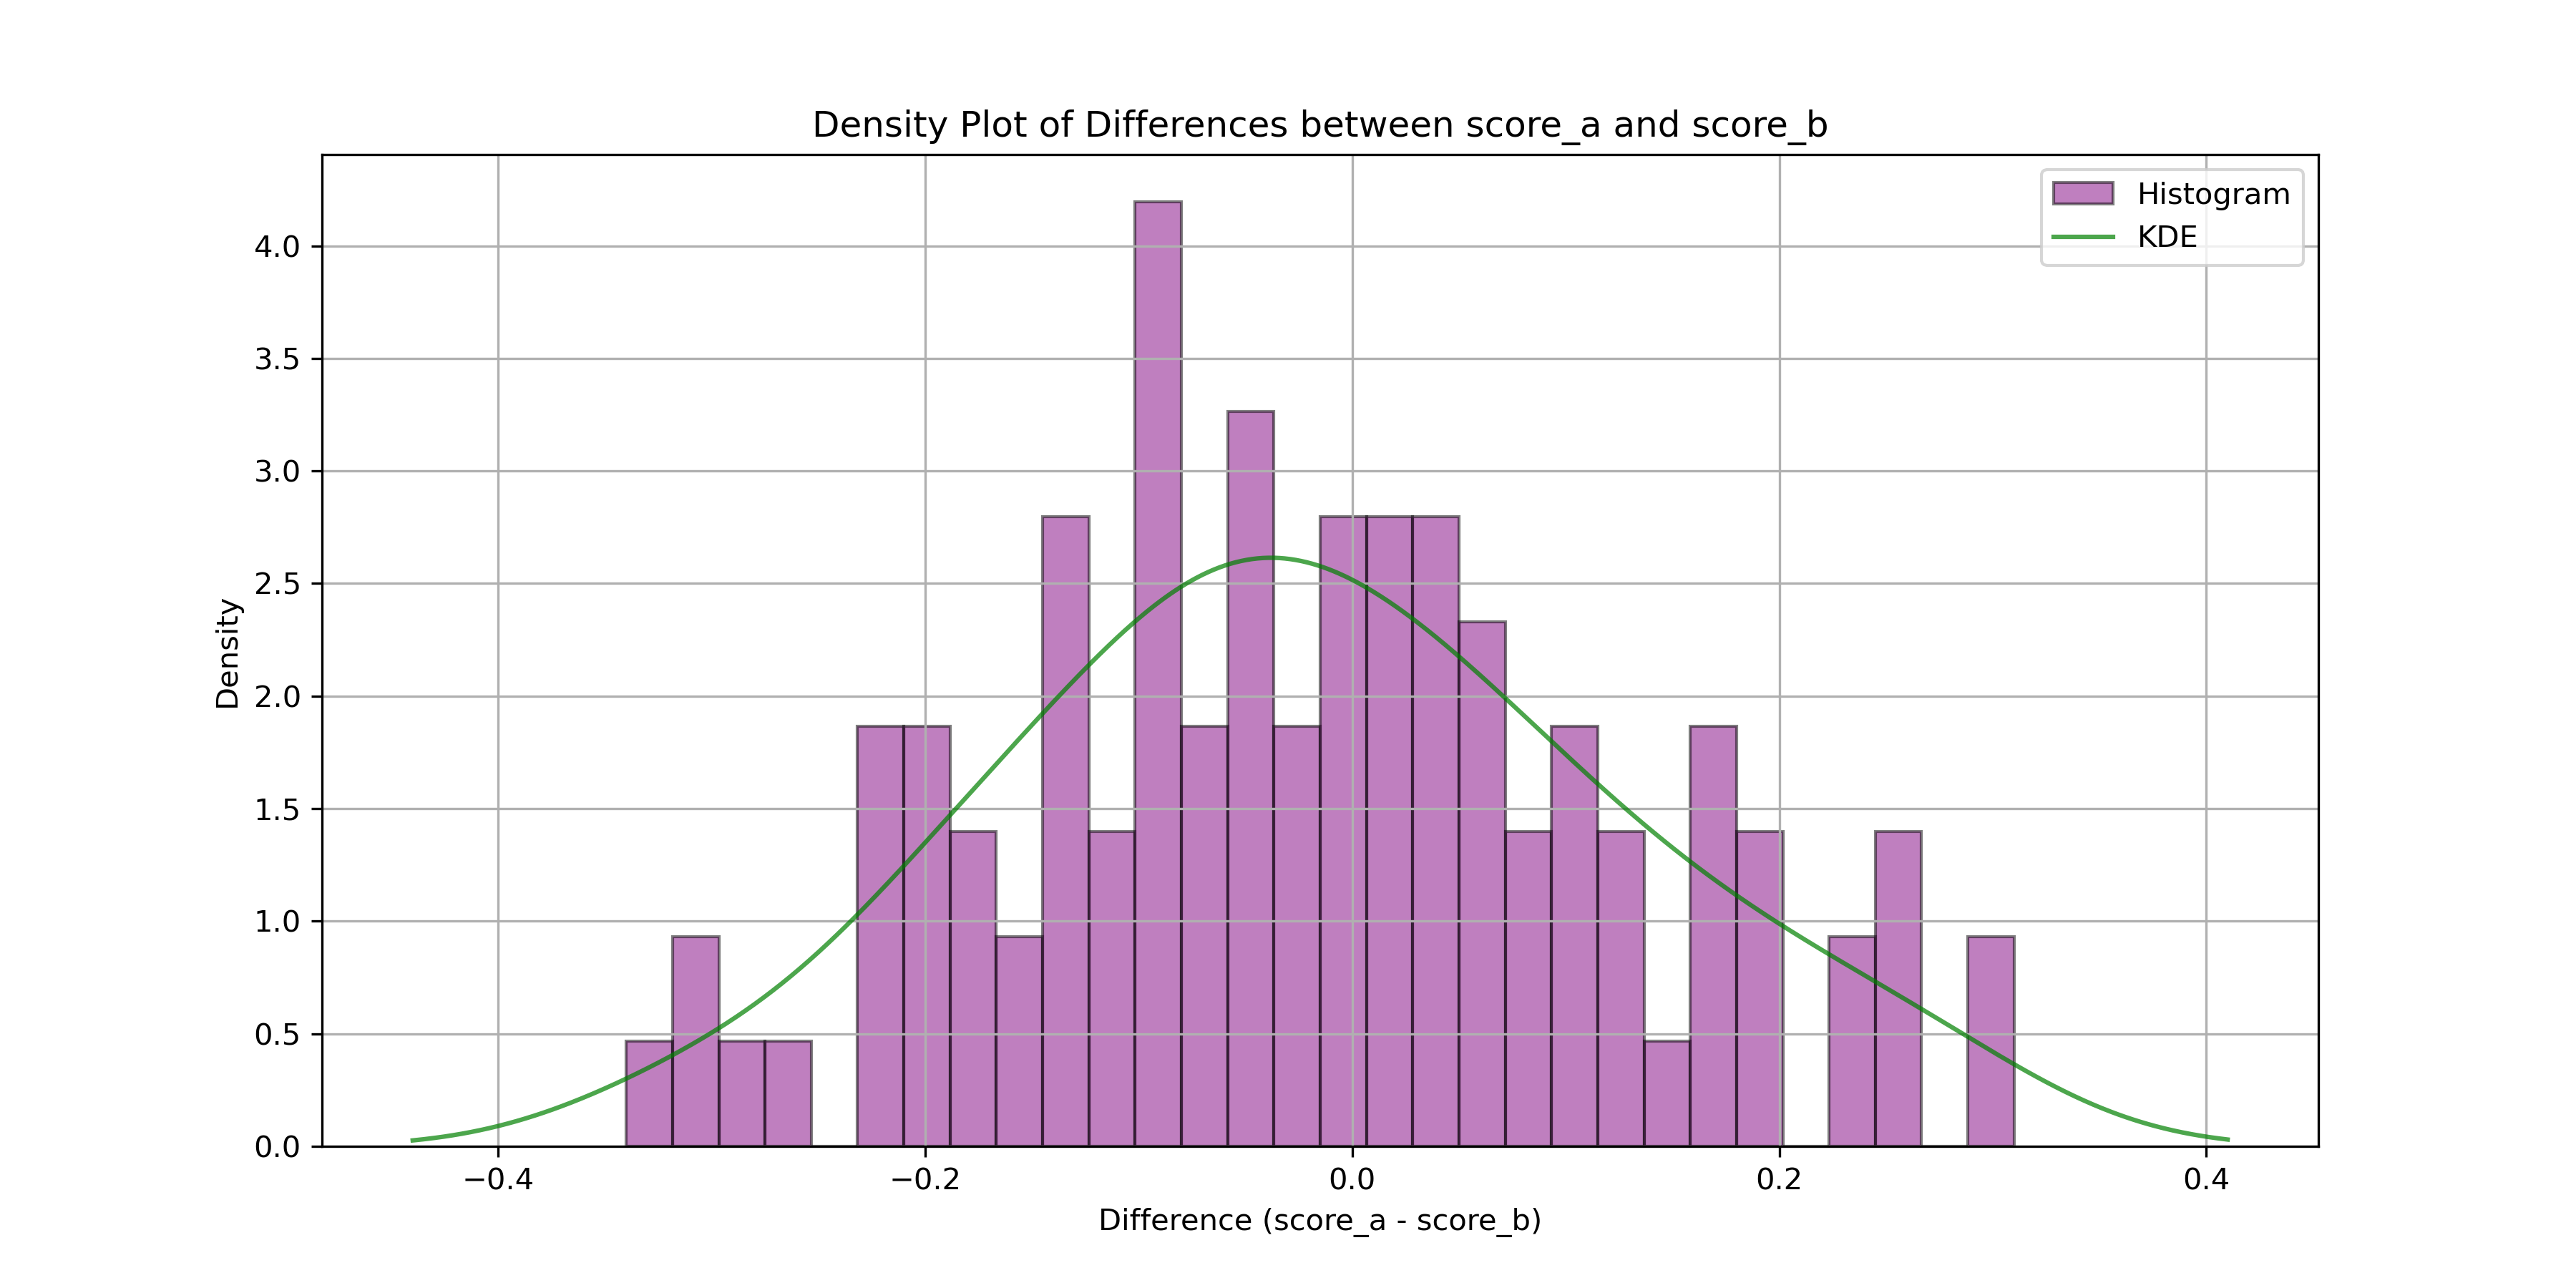 Density Plot of Differences between score_a and score_b
Histogram
KDE
4.0
3.5
3.0
2.5
2.0
1.5
1.0
0.5
0.0
Density
−0.4 −0.2 0.0 0.2 0.4
Difference (score_a - score_b)